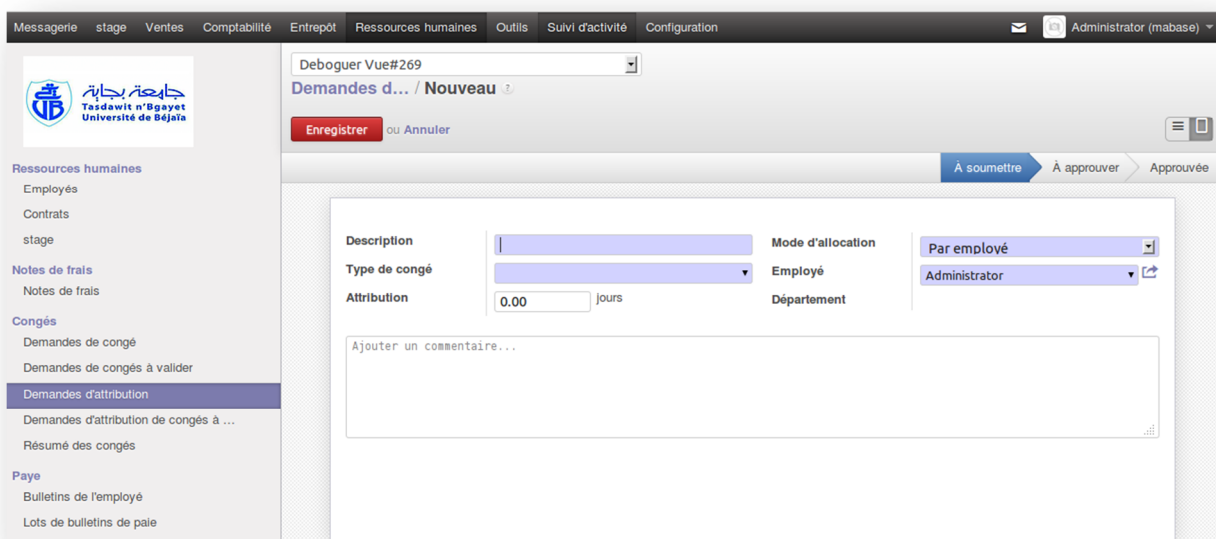 Messagerie stage Ventes Comptabilité Entrepôt Ressources humaines Outils Suivi d'activité Configuration Administrator (mabase)
جامعة بجاية
Tasdawit n'Bgayet
Université de Béjaïa
Ressources humaines
Employés
Contrats
stage
Notes de frais
Notes de frais
Congés
Demandes de congé
Demandes de congés à valider
Demandes d'attribution
Demandes d'attribution de congés à ...
Résumé des congés
Paye
Bulletins de l'employé
Lots de bulletins de paie
Deboguer Vue#269
Demandes d... / Nouveau ?
Enregistrer ou Annuler
À soumettre À approuver Approuvée
Description
Type de congé
Attribution 0.00 jours
Mode d'allocation Par employé
Employé Administrator
Département
Ajouter un commentaire...